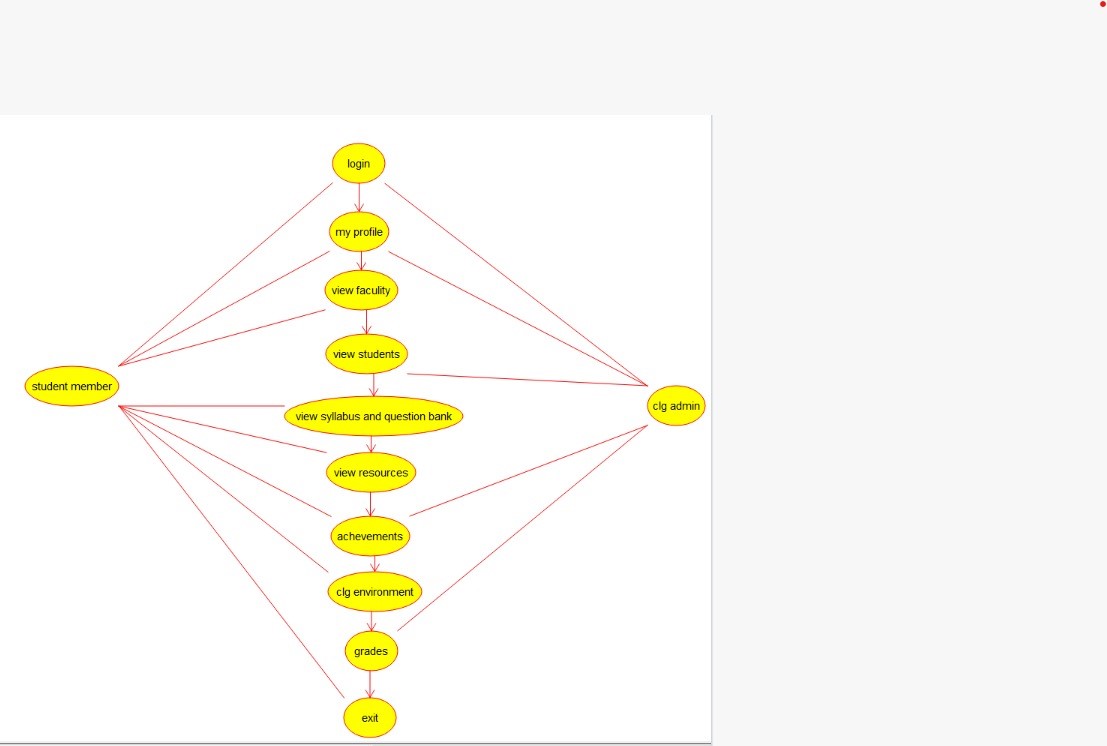 login
my profile
view faculity
view students
student member
clg admin
view syllabus and question bank
view resources
achevements
clg environment
grades
exit